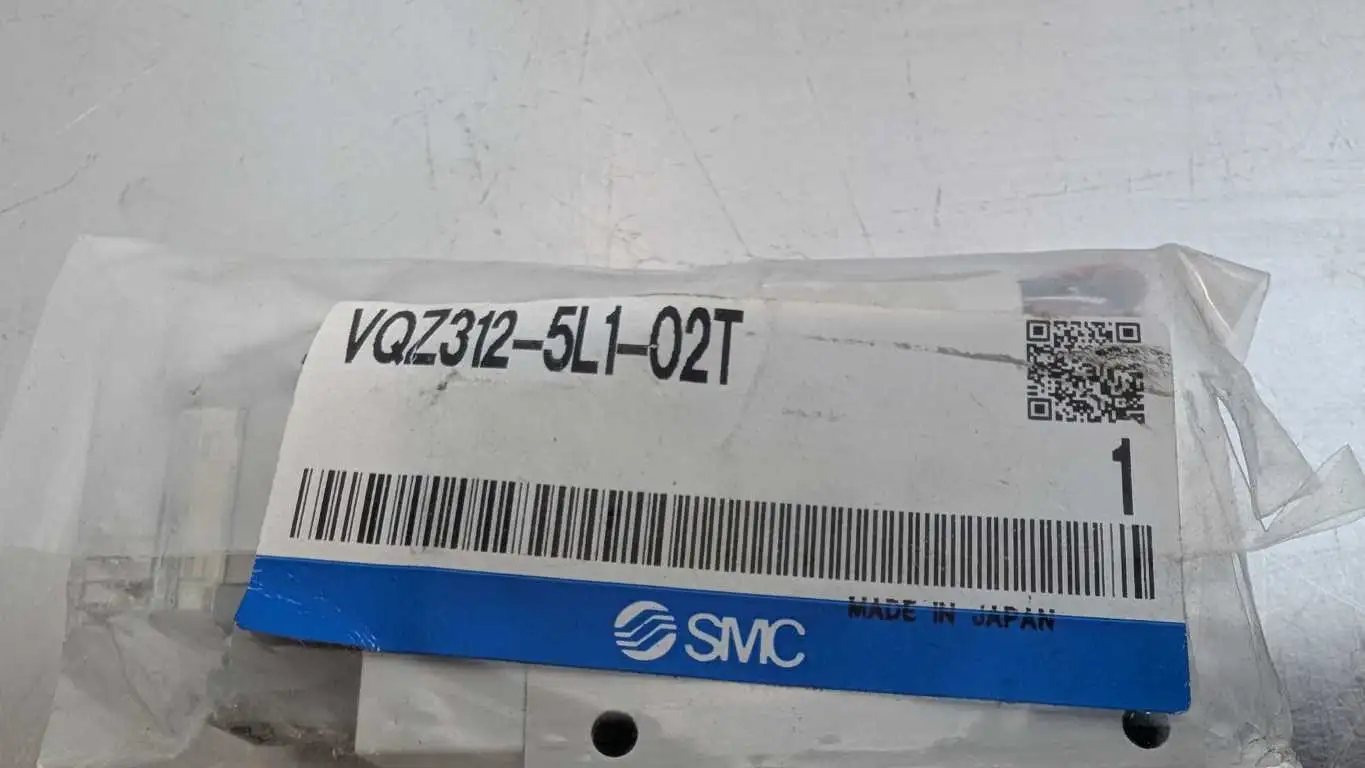 VQZ312-5L1-02T
1
MADE IN JAPAN
SMC